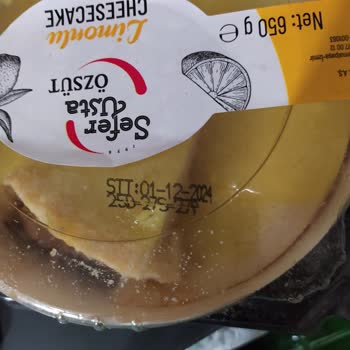 Sefer
Usta
ÖZSÜT
Limonlu
CHEESECAKE
Net: 650 g ℮
STT:01-12-2024